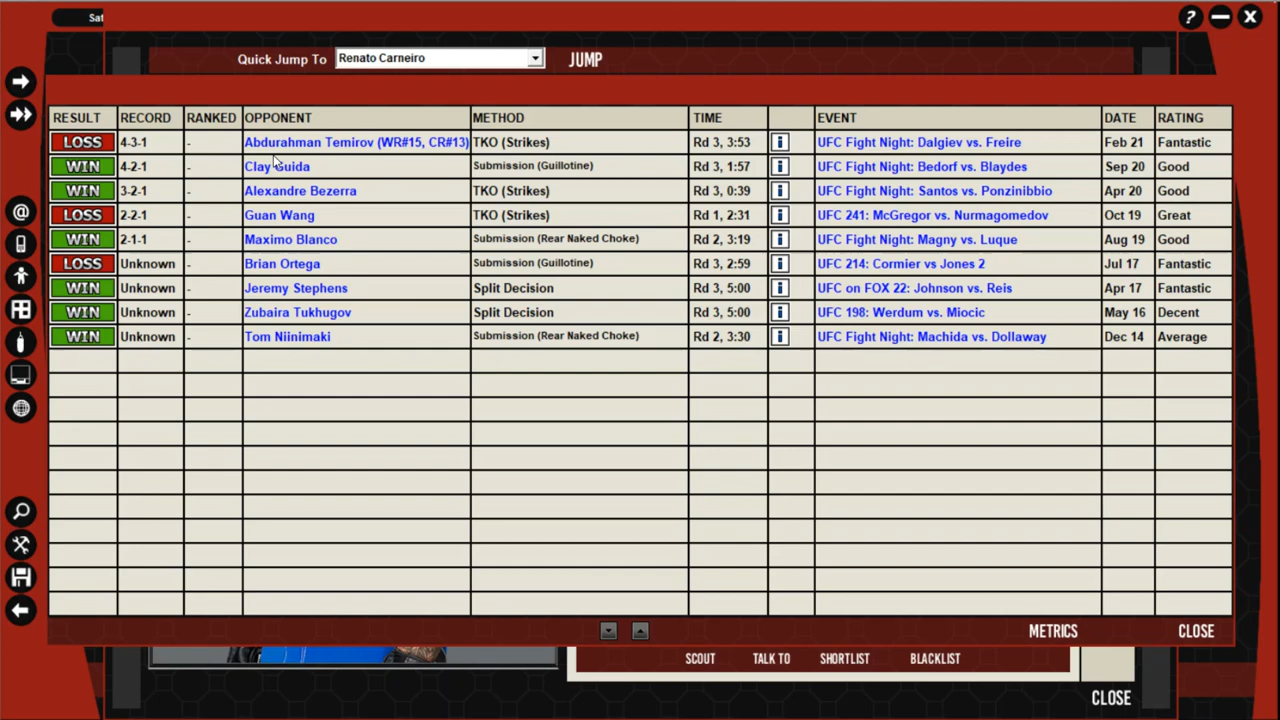 Sat
?
X
Quick Jump To Renato Carneiro JUMP
RESULT RECORD RANKED OPPONENT METHOD TIME EVENT DATE RATING
LOSS 4-3-1 - Abdurahman Temirov (WR#15, CR#13) TKO (Strikes) Rd 3, 3:53 i UFC Fight Night: Dalgiev vs. Freire Feb 21 Fantastic
WIN 4-2-1 - Clay Guida Submission (Guillotine) Rd 3, 1:57 i UFC Fight Night: Bedorf vs. Blaydes Sep 20 Good
WIN 3-2-1 - Alexandre Bezerra TKO (Strikes) Rd 3, 0:39 i UFC Fight Night: Santos vs. Ponzinibbio Apr 20 Good
LOSS 2-2-1 - Guan Wang TKO (Strikes) Rd 1, 2:31 i UFC 241: McGregor vs. Nurmagomedov Oct 19 Great
WIN 2-1-1 - Maximo Blanco Submission (Rear Naked Choke) Rd 2, 3:19 i UFC Fight Night: Magny vs. Luque Aug 19 Good
LOSS Unknown - Brian Ortega Submission (Guillotine) Rd 3, 2:59 i UFC 214: Cormier vs Jones 2 Jul 17 Fantastic
WIN Unknown - Jeremy Stephens Split Decision Rd 3, 5:00 i UFC on FOX 22: Johnson vs. Reis Apr 17 Fantastic
WIN Unknown - Zubaira Tukhugov Split Decision Rd 3, 5:00 i UFC 198: Werdum vs. Miocic May 16 Decent
WIN Unknown - Tom Niinimaki Submission (Rear Naked Choke) Rd 2, 3:30 i UFC Fight Night: Machida vs. Dollaway Dec 14 Average
@
METRICS CLOSE
SCOUT TALK TO SHORTLIST BLACKLIST
CLOSE